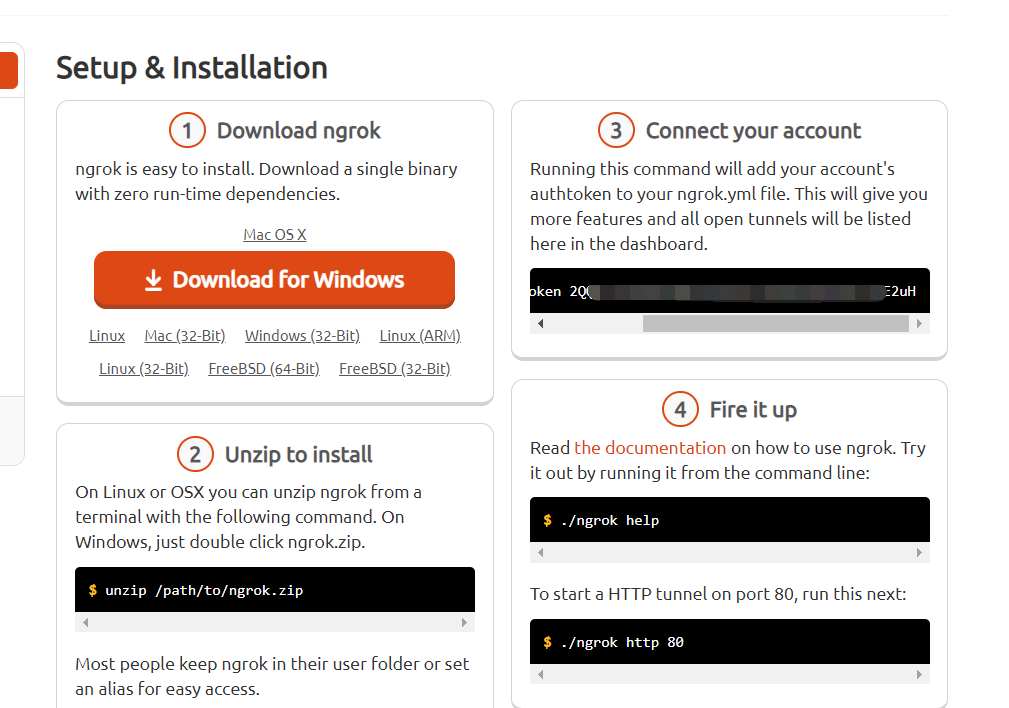 Setup & Installation
1 Download ngrok
ngrok is easy to install. Download a single binary
with zero run-time dependencies.
Mac OS X
Download for Windows
Linux Mac (32-Bit) Windows (32-Bit) Linux (ARM)
Linux (32-Bit) FreeBSD (64-Bit) FreeBSD (32-Bit)
2 Unzip to install
On Linux or OSX you can unzip ngrok from a
terminal with the following command. On
Windows, just double click ngrok.zip.
$ unzip /path/to/ngrok.zip
Most people keep ngrok in their user folder or set
an alias for easy access.
3 Connect your account
Running this command will add your account's
authtoken to your ngrok.yml file. This will give you
more features and all open tunnels will be listed
here in the dashboard.
oken 2Q E2uH
4 Fire it up
Read the documentation on how to use ngrok. Try
it out by running it from the command line:
$ ./ngrok help
To start a HTTP tunnel on port 80, run this next:
$ ./ngrok http 80